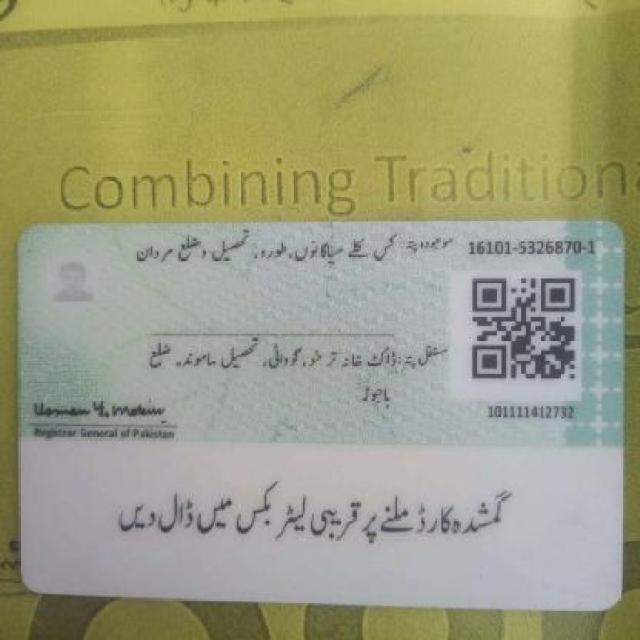 Combining Tradition
موجودہ پتہ: کس کلے میاگانوں، طورو، تحصیل و ضلع مردان
16101-5326870-1
مستقل پتہ: ڈاک خانہ ترخو، گودائی، تحصیل ماموند، ضلع
باجوڑ
101111412732
Usman Y. Mobin
Registrar General of Pakistan
گمشدہ کارڈ ملنے پر قریبی لیٹر بکس میں ڈال دیں